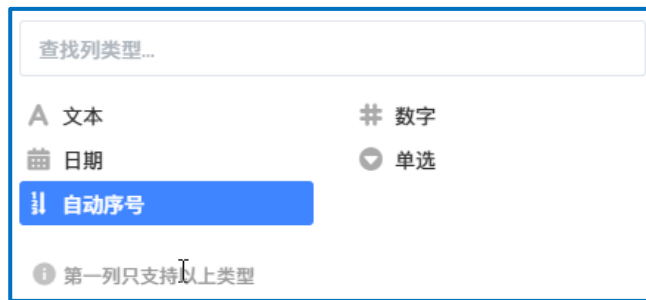 查找列类型...
文本
数字
日期
单选
自动序号
第一列只支持以上类型